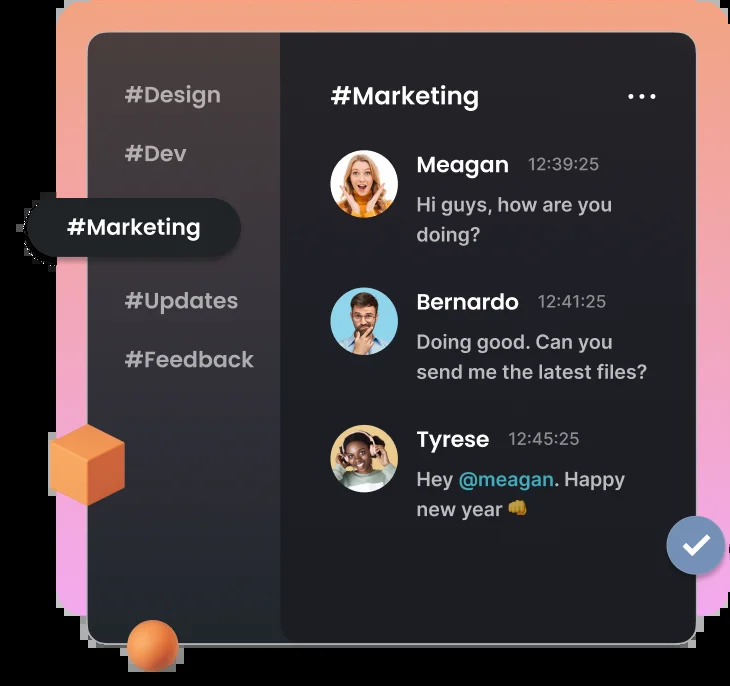 #Design
#Dev
#Marketing
#Updates
#Feedback
#Marketing
Meagan 12:39:25
Hi guys, how are you
doing?
Bernardo 12:41:25
Doing good. Can you
send me the latest files?
Tyrese 12:45:25
Hey @meagan. Happy
new year 👊